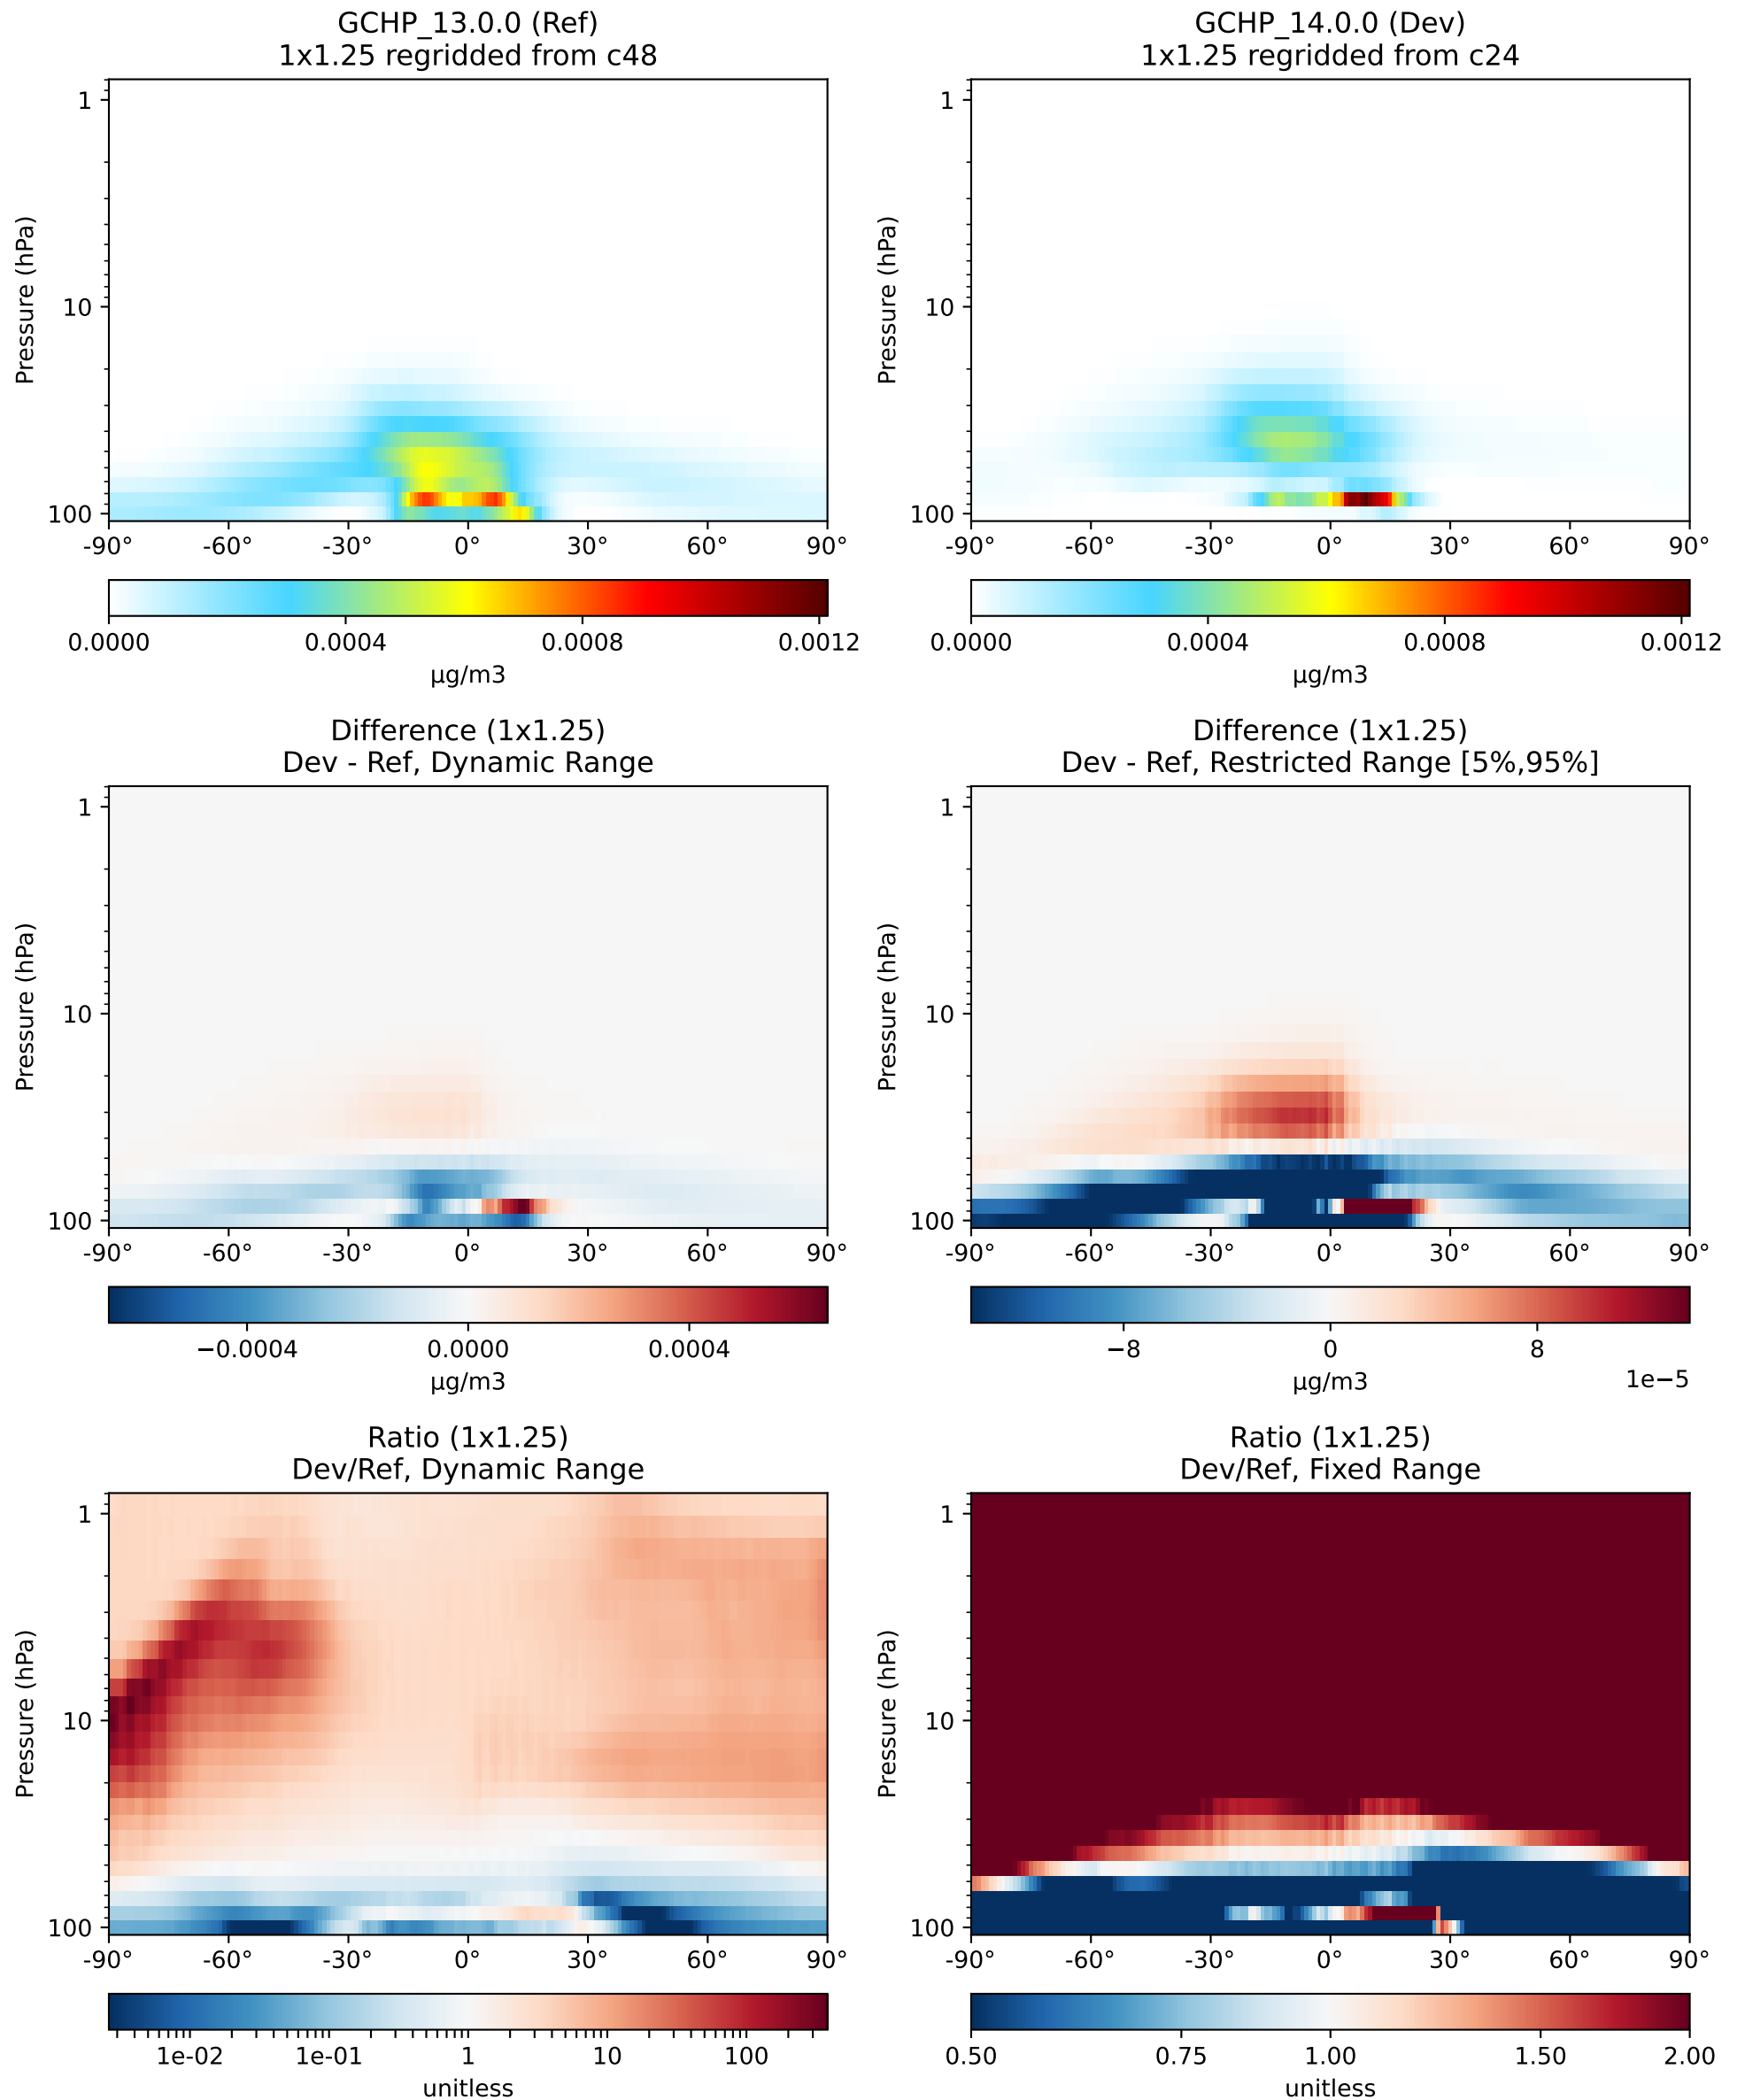 GCHP_13.0.0 (Ref)
1x1.25 regridded from c48
Pressure (hPa)
1
10
100
-90° -60° -30° 0° 30° 60° 90°
0.0000 0.0004 0.0008 0.0012
µg/m3
GCHP_14.0.0 (Dev)
1x1.25 regridded from c24
Pressure (hPa)
1
10
100
-90° -60° -30° 0° 30° 60° 90°
0.0000 0.0004 0.0008 0.0012
µg/m3
Difference (1x1.25)
Dev - Ref, Dynamic Range
Pressure (hPa)
1
10
100
-90° -60° -30° 0° 30° 60° 90°
−0.0004 0.0000 0.0004
µg/m3
Difference (1x1.25)
Dev - Ref, Restricted Range [5%,95%]
Pressure (hPa)
1
10
100
-90° -60° -30° 0° 30° 60° 90°
−8 0 8
1e−5
µg/m3
Ratio (1x1.25)
Dev/Ref, Dynamic Range
Pressure (hPa)
1
10
100
-90° -60° -30° 0° 30° 60° 90°
1e-02 1e-01 1 10 100
unitless
Ratio (1x1.25)
Dev/Ref, Fixed Range
Pressure (hPa)
1
10
100
-90° -60° -30° 0° 30° 60° 90°
0.50 0.75 1.00 1.50 2.00
unitless